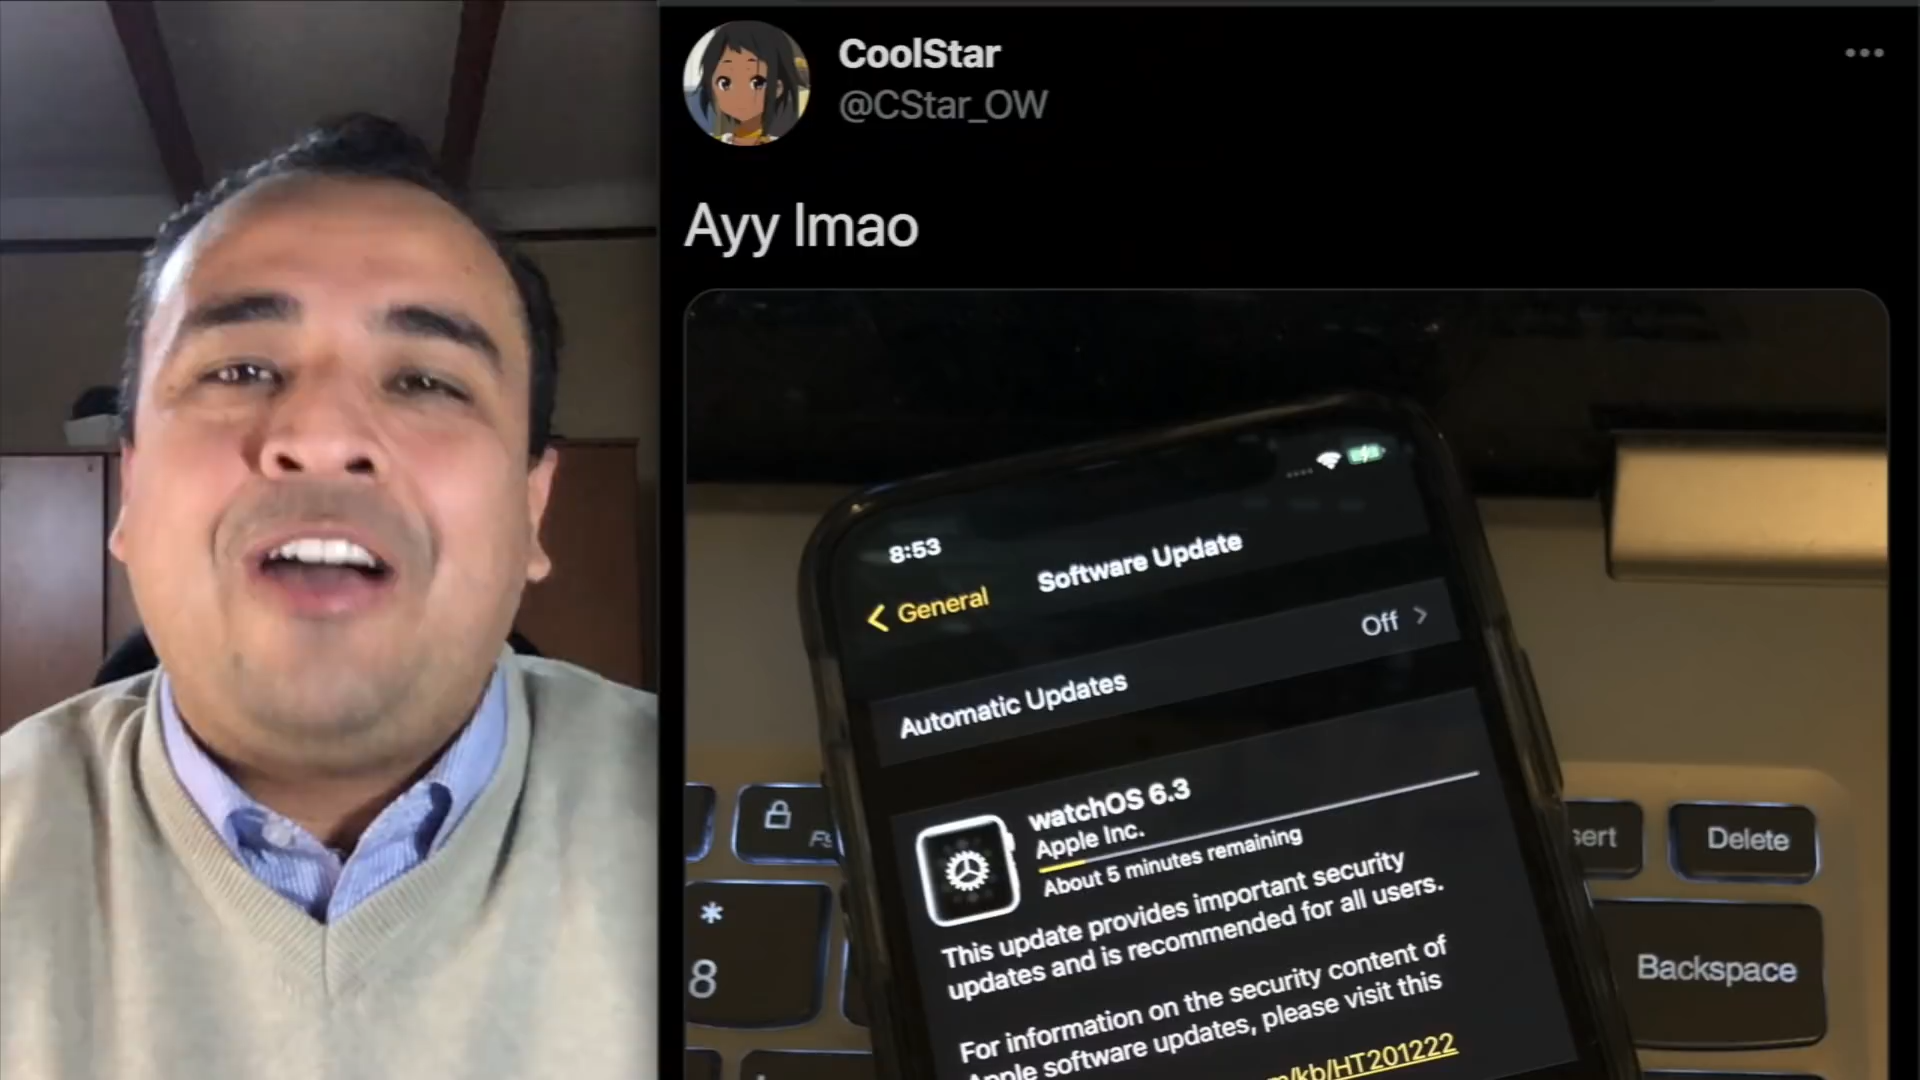 CoolStar
@CStar_OW
Ayy lmao
8:53
General
Software Update
Automatic Updates
Off
watchOS 6.3
Apple Inc.
About 5 minutes remaining
This update provides important security
updates and is recommended for all users.
For information on the security content of
Apple software updates, please visit this
/kb/HT201222
Delete
*
8
Backspace